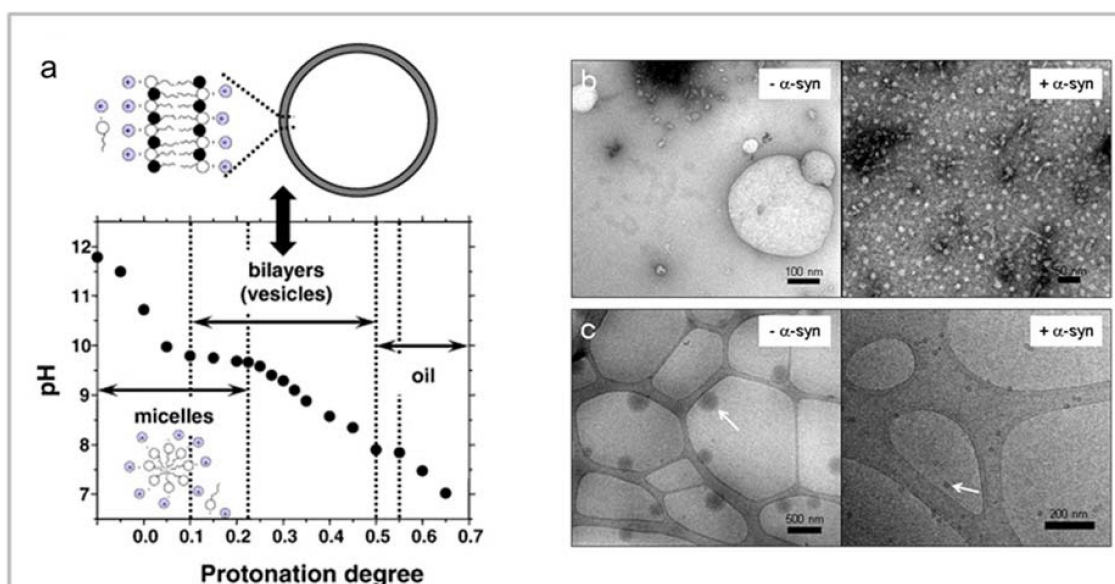 a
12
11
10
9
8
7
pH
bilayers
(vesicles)
oil
micelles
0.0 0.1 0.2 0.3 0.4 0.5 0.6 0.7
Protonation degree
b
- α-syn
100 nm
+ α-syn
50 nm
c
- α-syn
500 nm
+ α-syn
200 nm